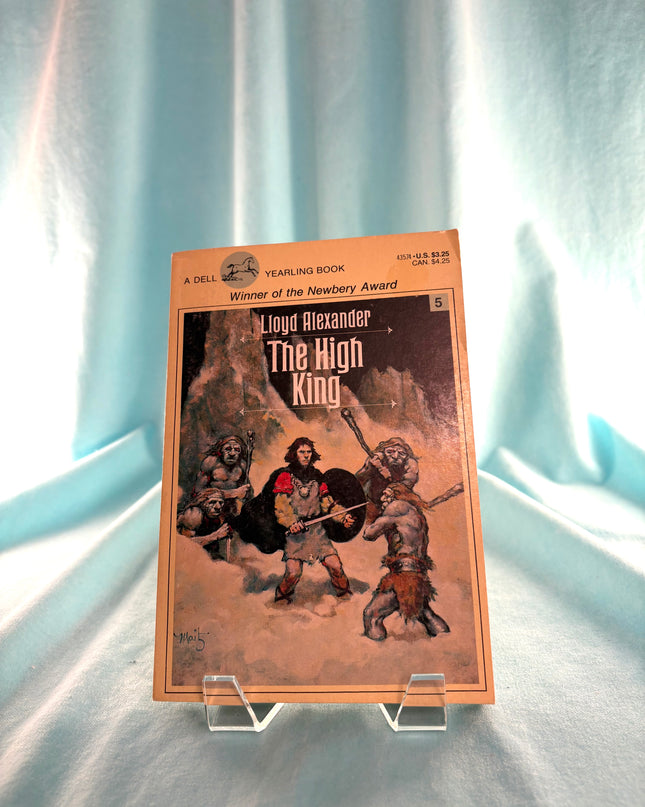 A DELL YEARLING BOOK
43574 • U.S. $3.25
CAN. $4.25
Winner of the Newbery Award
5
Lloyd Alexander
The High
King